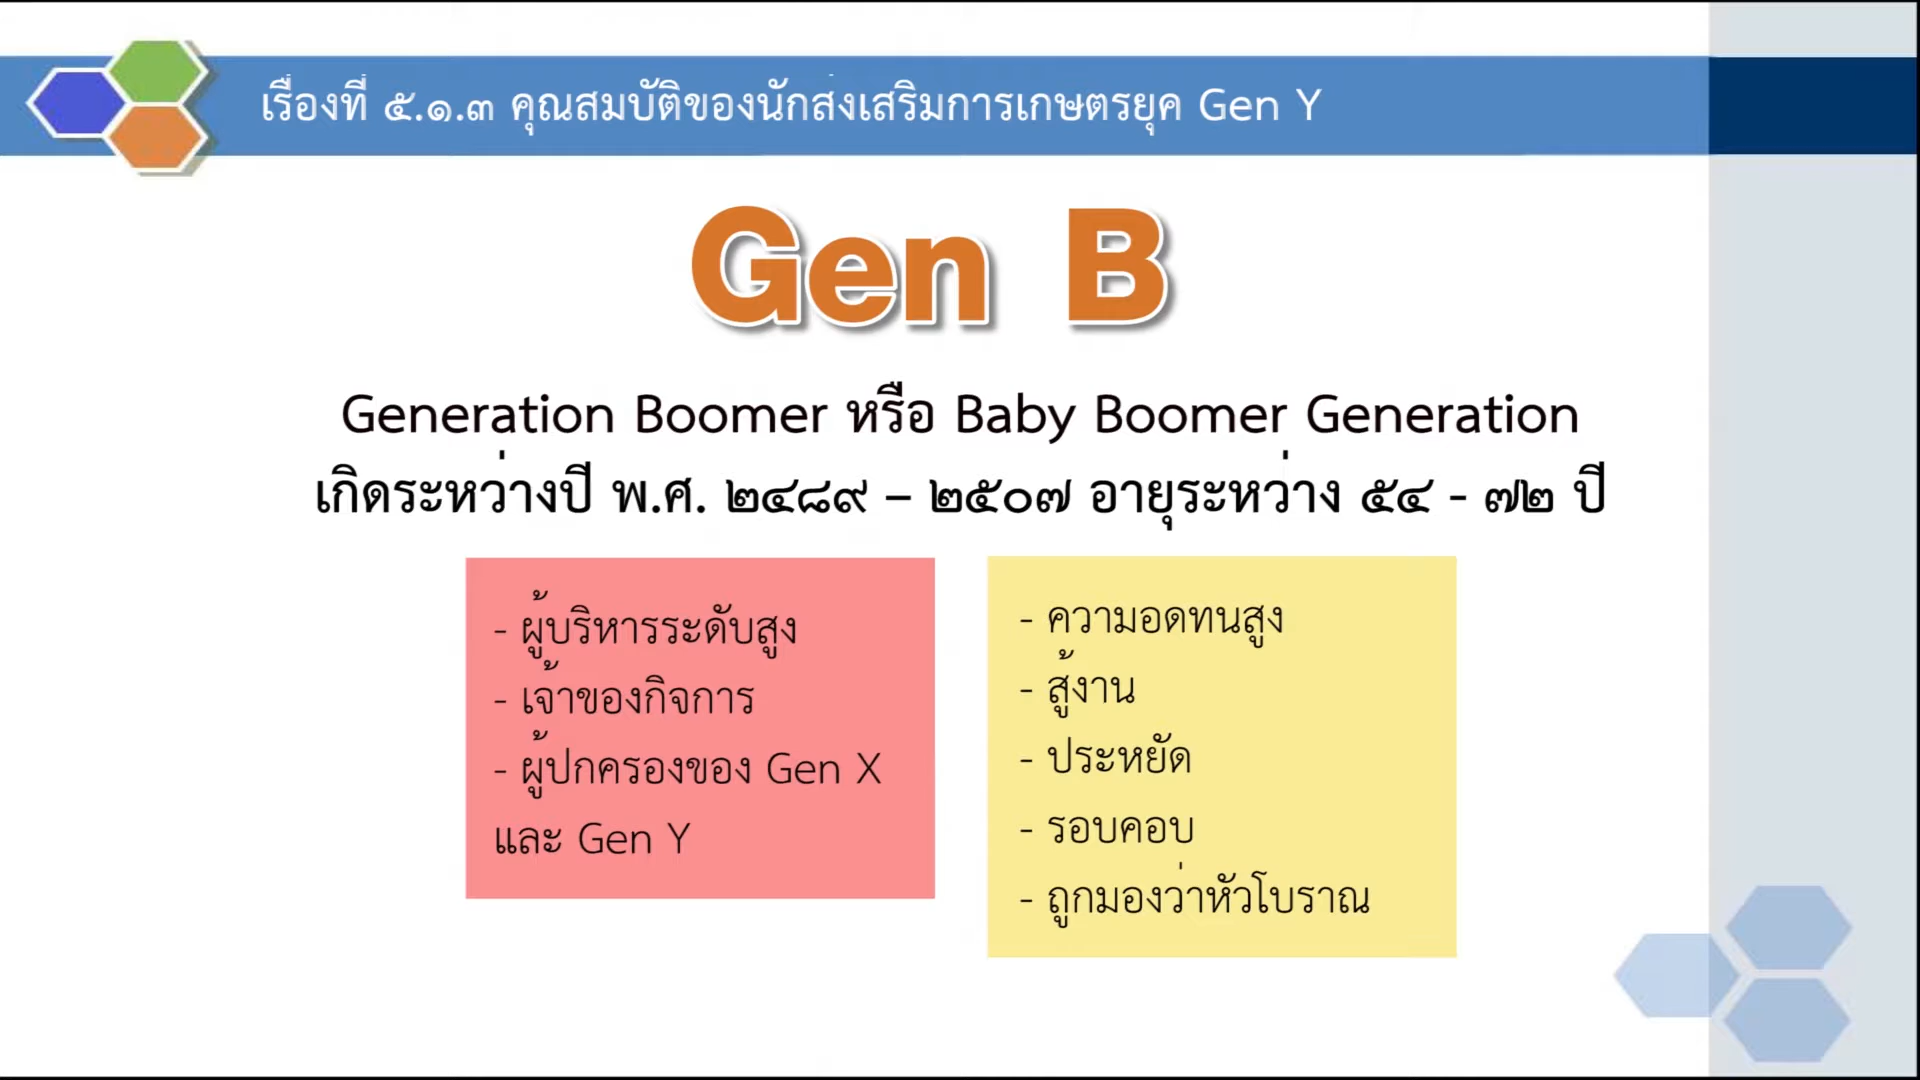 เรื่องที่ ๕.๑.๓ คุณสมบัติของนักส่งเสริมการเกษตรยุค Gen Y
Gen B
Generation Boomer หรือ Baby Boomer Generation
เกิดระหว่างปี พ.ศ. ๒๔๘๙ – ๒๕๐๗ อายุระหว่าง ๕๔ - ๗๒ ปี
- ผู้บริหารระดับสูง
- เจ้าของกิจการ
- ผู้ปกครองของ Gen X
และ Gen Y
- ความอดทนสูง
- สู้งาน
- ประหยัด
- รอบคอบ
- ถูกมองว่าหัวโบราณ